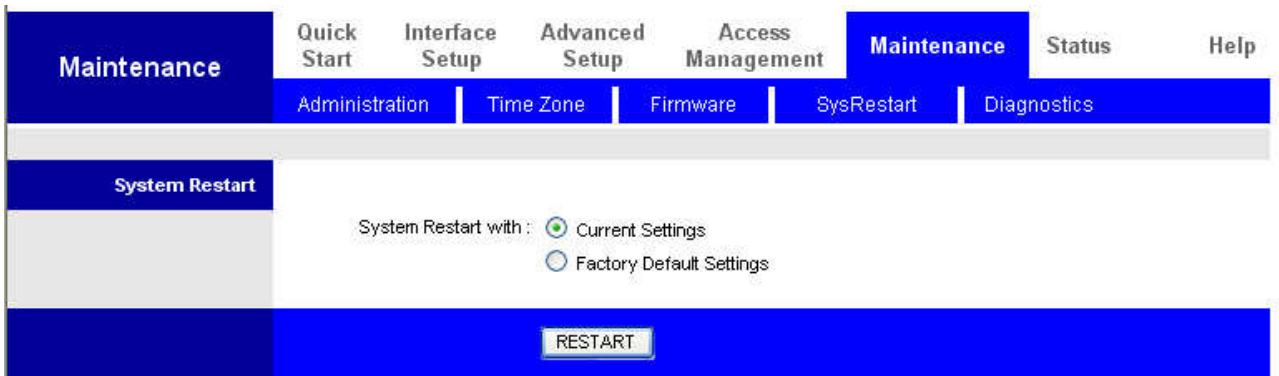 Maintenance
Quick Start
Interface Setup
Advanced Setup
Access Management
Maintenance
Status
Help
Administration
Time Zone
Firmware
SysRestart
Diagnostics
System Restart
System Restart with :
Current Settings
Factory Default Settings
RESTART